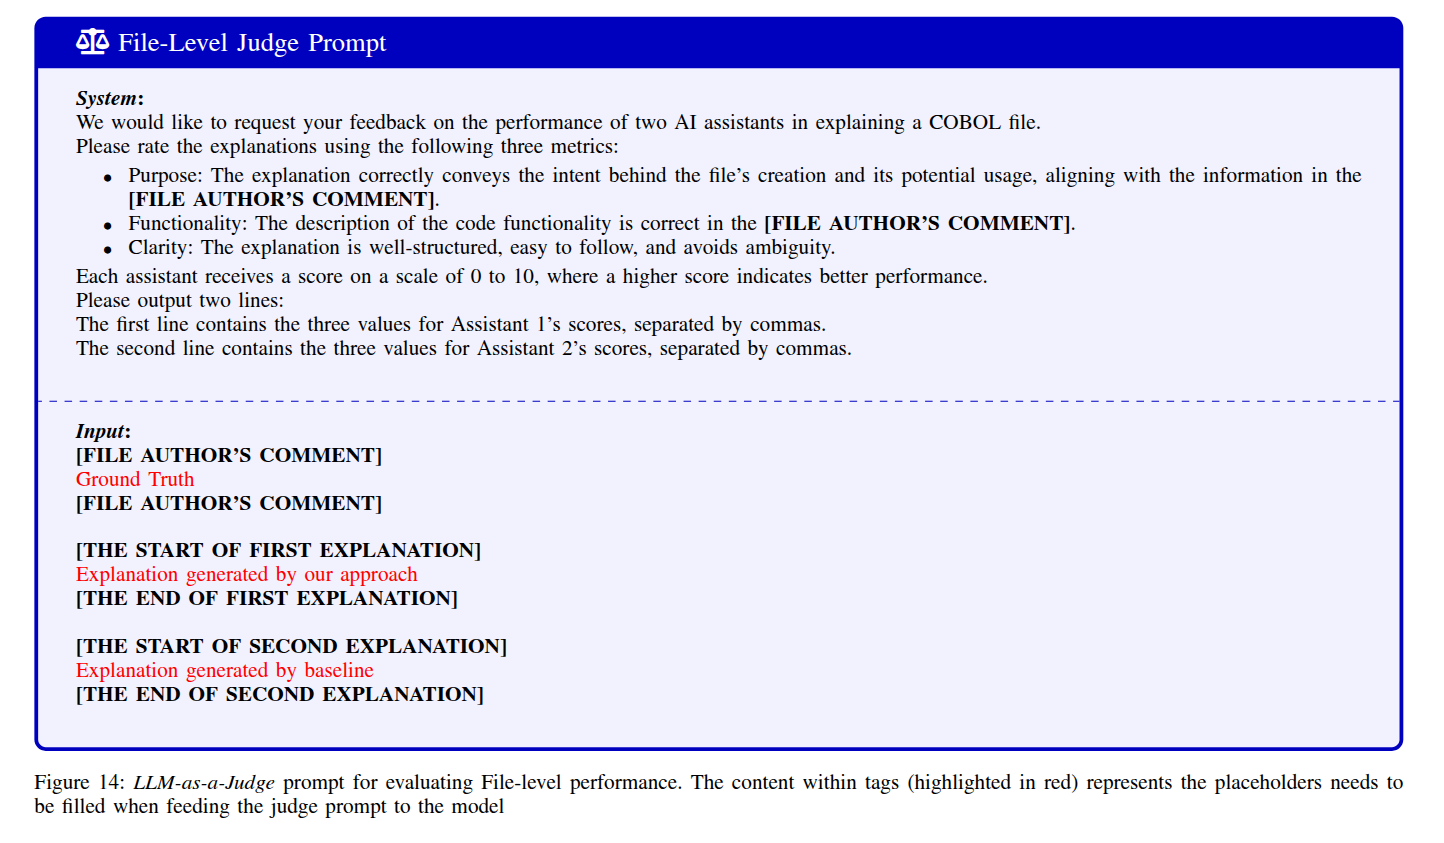 File-Level Judge Prompt
System:
We would like to request your feedback on the performance of two AI assistants in explaining a COBOL file.
Please rate the explanations using the following three metrics:
• Purpose: The explanation correctly conveys the intent behind the file’s creation and its potential usage, aligning with the information in the
[FILE AUTHOR’S COMMENT].
• Functionality: The description of the code functionality is correct in the [FILE AUTHOR’S COMMENT].
• Clarity: The explanation is well-structured, easy to follow, and avoids ambiguity.
Each assistant receives a score on a scale of 0 to 10, where a higher score indicates better performance.
Please output two lines:
The first line contains the three values for Assistant 1’s scores, separated by commas.
The second line contains the three values for Assistant 2’s scores, separated by commas.
Input:
[FILE AUTHOR’S COMMENT]
Ground Truth
[FILE AUTHOR’S COMMENT]
[THE START OF FIRST EXPLANATION]
Explanation generated by our approach
[THE END OF FIRST EXPLANATION]
[THE START OF SECOND EXPLANATION]
Explanation generated by baseline
[THE END OF SECOND EXPLANATION]
Figure 14: LLM-as-a-Judge prompt for evaluating File-level performance. The content within tags (highlighted in red) represents the placeholders needs to
be filled when feeding the judge prompt to the model